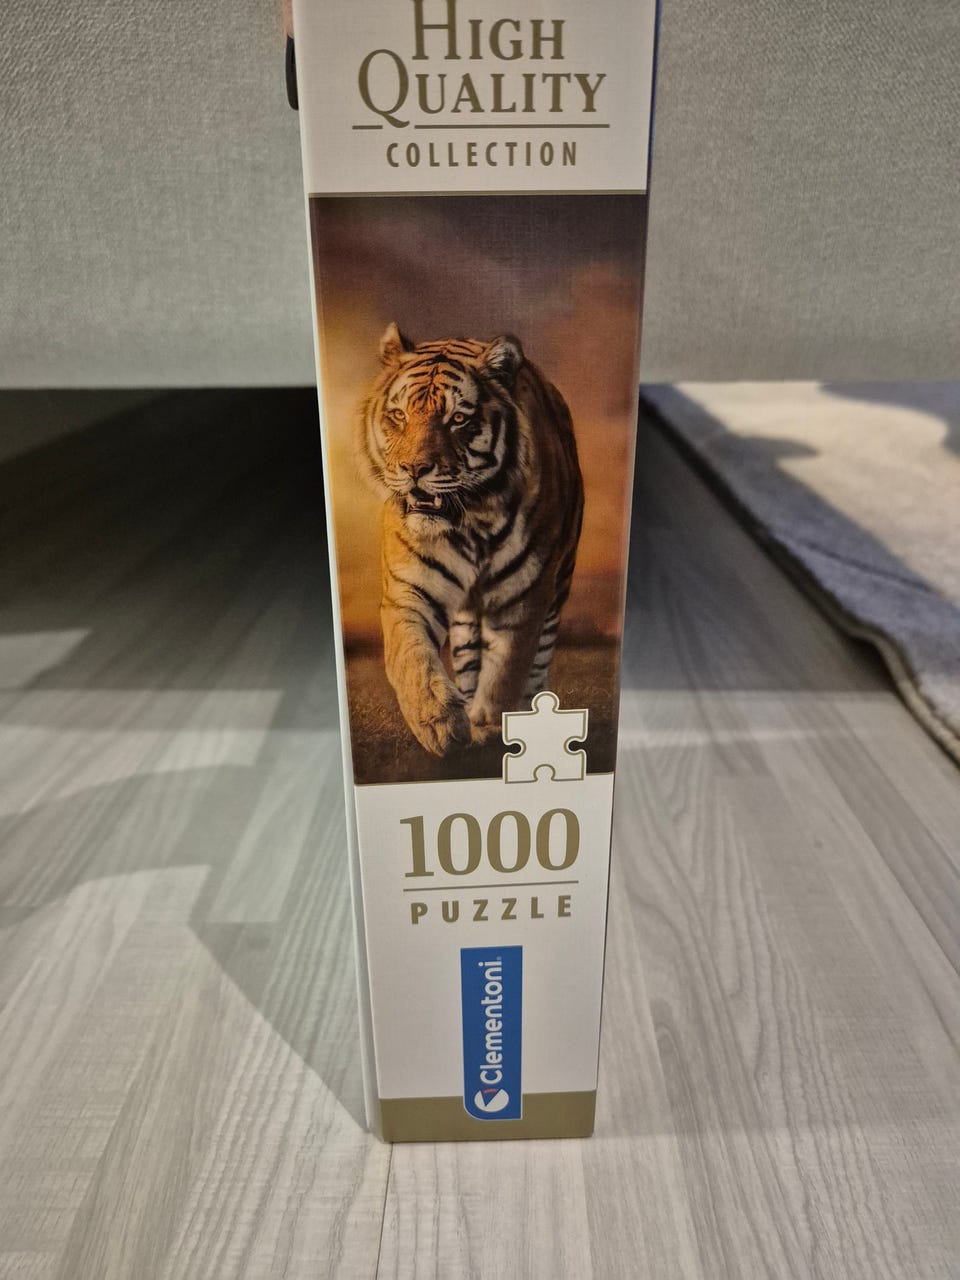 High
Quality
COLLECTION
1000
PUZZLE
Clementoni